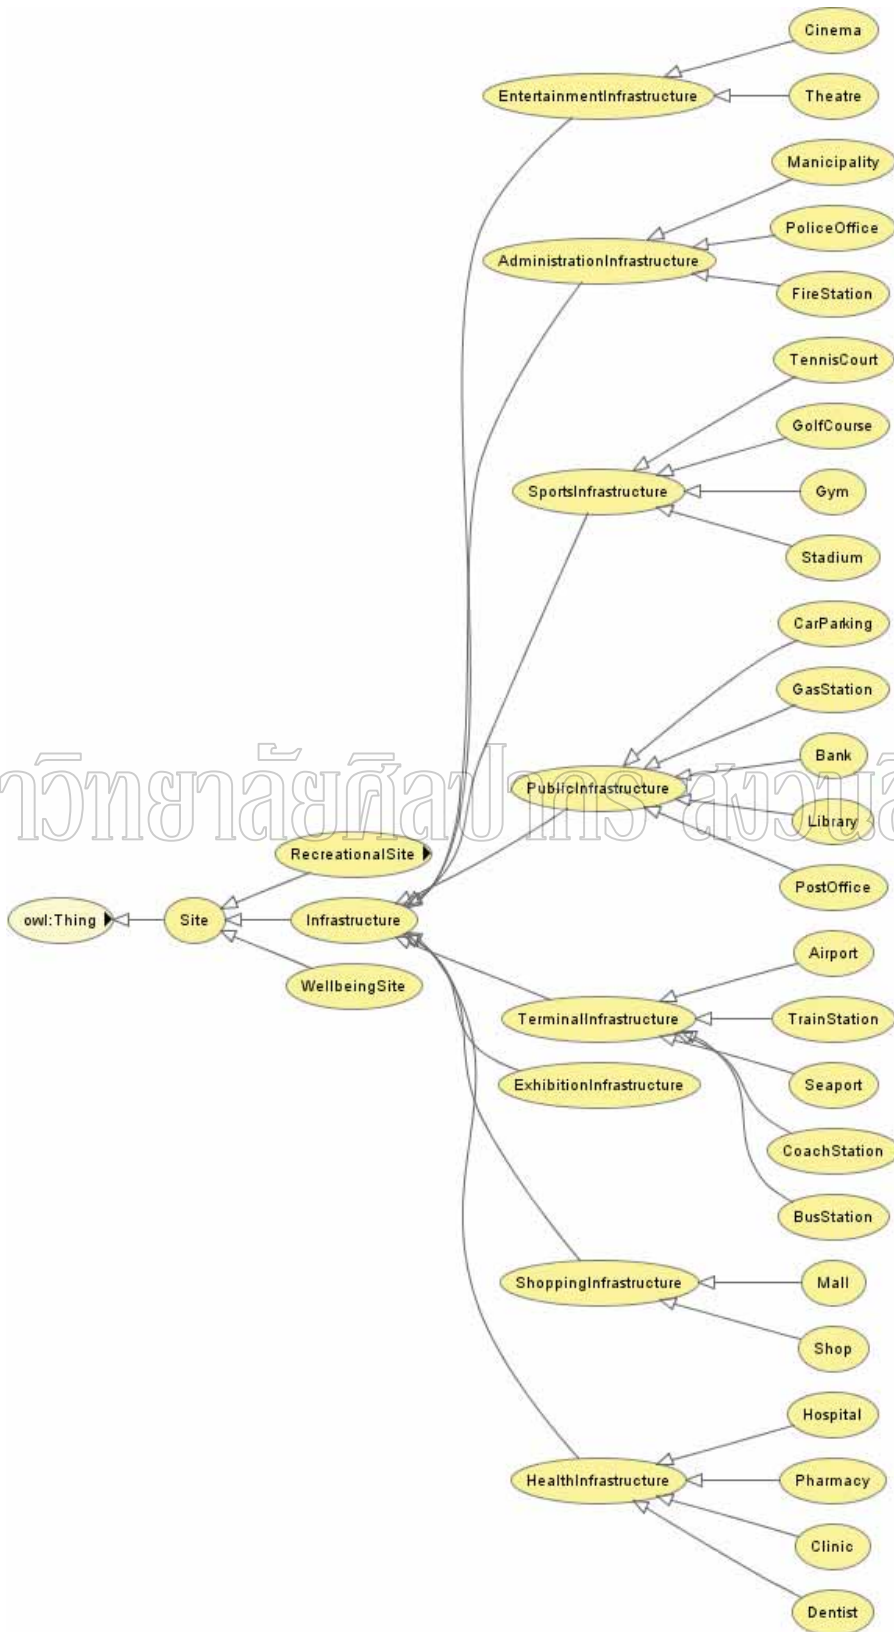 Cinema
EntertainmentInfrastructure
Theatre
Manicipality
PoliceOffice
AdministrationInfrastructure
FireStation
TennisCourt
GolfCourse
SportsInfrastructure
Gym
Stadium
CarParking
GasStation
Bank
PublicInfrastructure
Library
PostOffice
RecreationalSite
owl:Thing
Site
Infrastructure
WellbeingSite
Airport
TerminalInfrastructure
TrainStation
ExhibitionInfrastructure
Seaport
CoachStation
BusStation
ShoppingInfrastructure
Mall
Shop
Hospital
HealthInfrastructure
Pharmacy
Clinic
Dentist